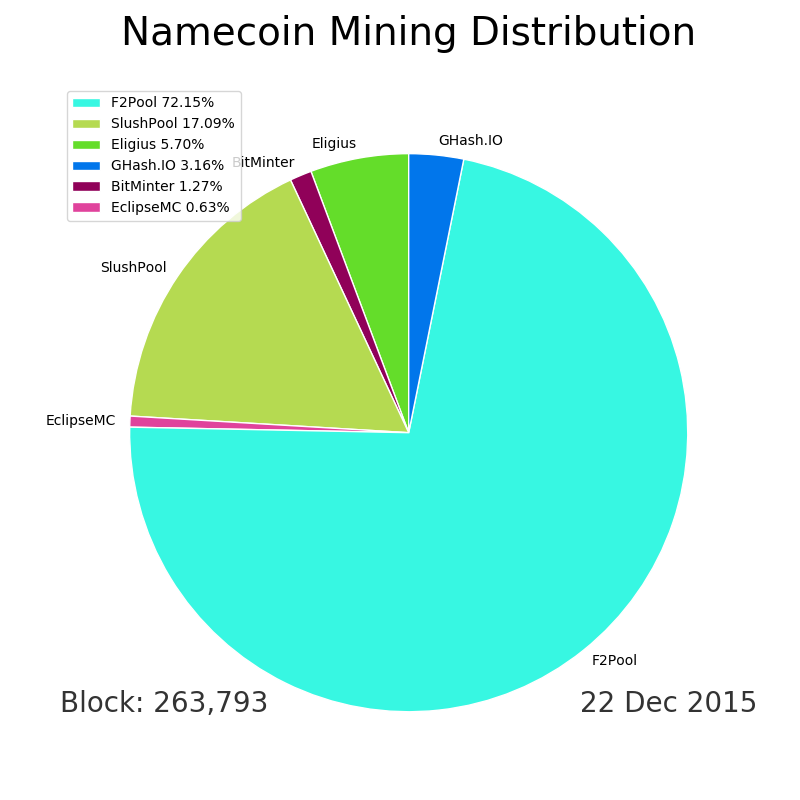 Namecoin Mining Distribution
F2Pool 72.15%
SlushPool 17.09%
Eligius 5.70%
GHash.IO 3.16%
BitMinter 1.27%
EclipseMC 0.63%
GHash.IO
Eligius
BitMinter
SlushPool
EclipseMC
F2Pool
Block: 263,793
22 Dec 2015